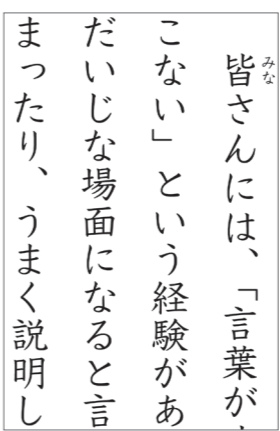 皆さんには、「言葉が
こない」という経験があ
だいじな場面になると言
まったり、うまく説明し